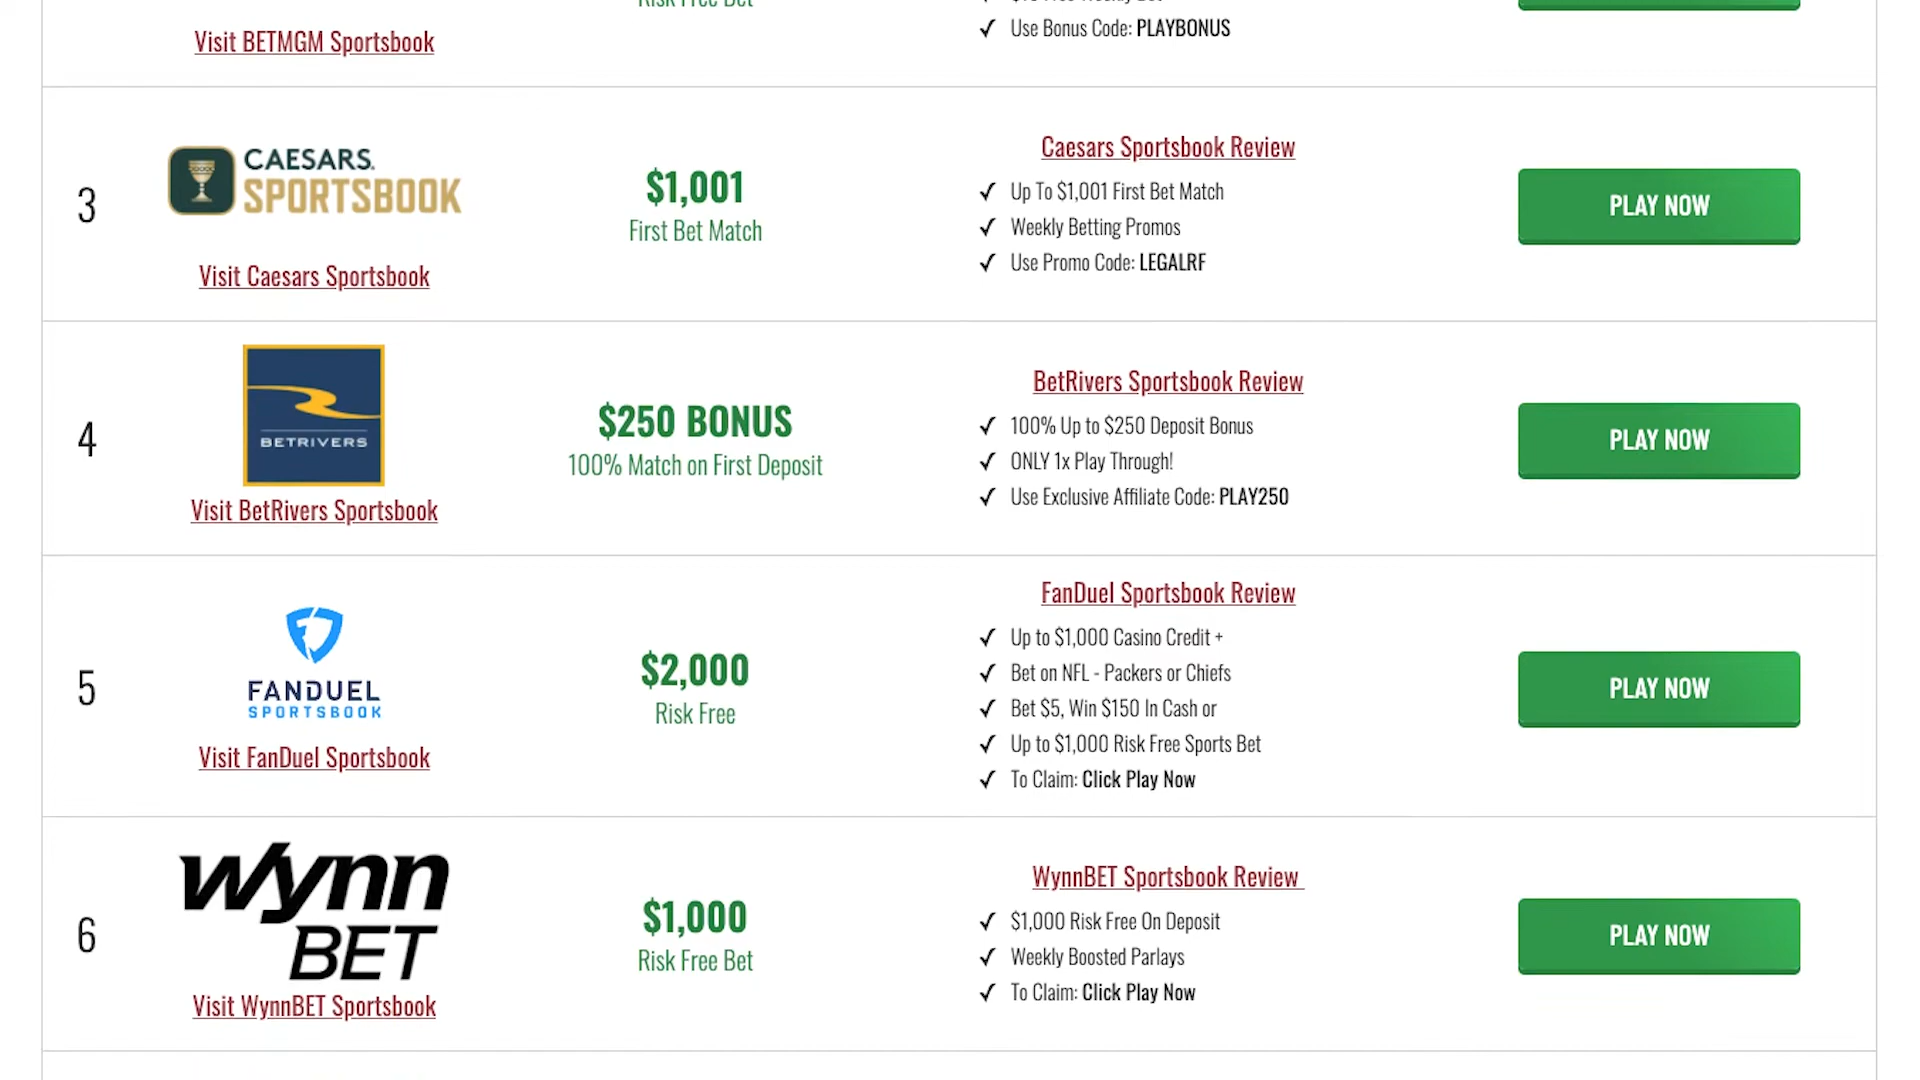 Risk Free Bet
Visit BETMGM Sportsbook
✓ Use Bonus Code: PLAYBONUS
3
CAESARS.
SPORTSBOOK
Visit Caesars Sportsbook
$1,001
First Bet Match
Caesars Sportsbook Review
✓ Up To $1,001 First Bet Match
✓ Weekly Betting Promos
✓ Use Promo Code: LEGALRF
PLAY NOW
4
BETRIVERS
Visit BetRivers Sportsbook
$250 BONUS
100% Match on First Deposit
BetRivers Sportsbook Review
✓ 100% Up to $250 Deposit Bonus
✓ ONLY 1x Play Through!
✓ Use Exclusive Affiliate Code: PLAY250
PLAY NOW
5
FANDUEL
SPORTSBOOK
Visit FanDuel Sportsbook
$2,000
Risk Free
FanDuel Sportsbook Review
✓ Up to $1,000 Casino Credit +
✓ Bet on NFL - Packers or Chiefs
✓ Bet $5, Win $150 In Cash or
✓ Up to $1,000 Risk Free Sports Bet
✓ To Claim: Click Play Now
PLAY NOW
6
Wynn
BET
Visit WynnBET Sportsbook
$1,000
Risk Free Bet
WynnBET Sportsbook Review
✓ $1,000 Risk Free On Deposit
✓ Weekly Boosted Parlays
✓ To Claim: Click Play Now
PLAY NOW